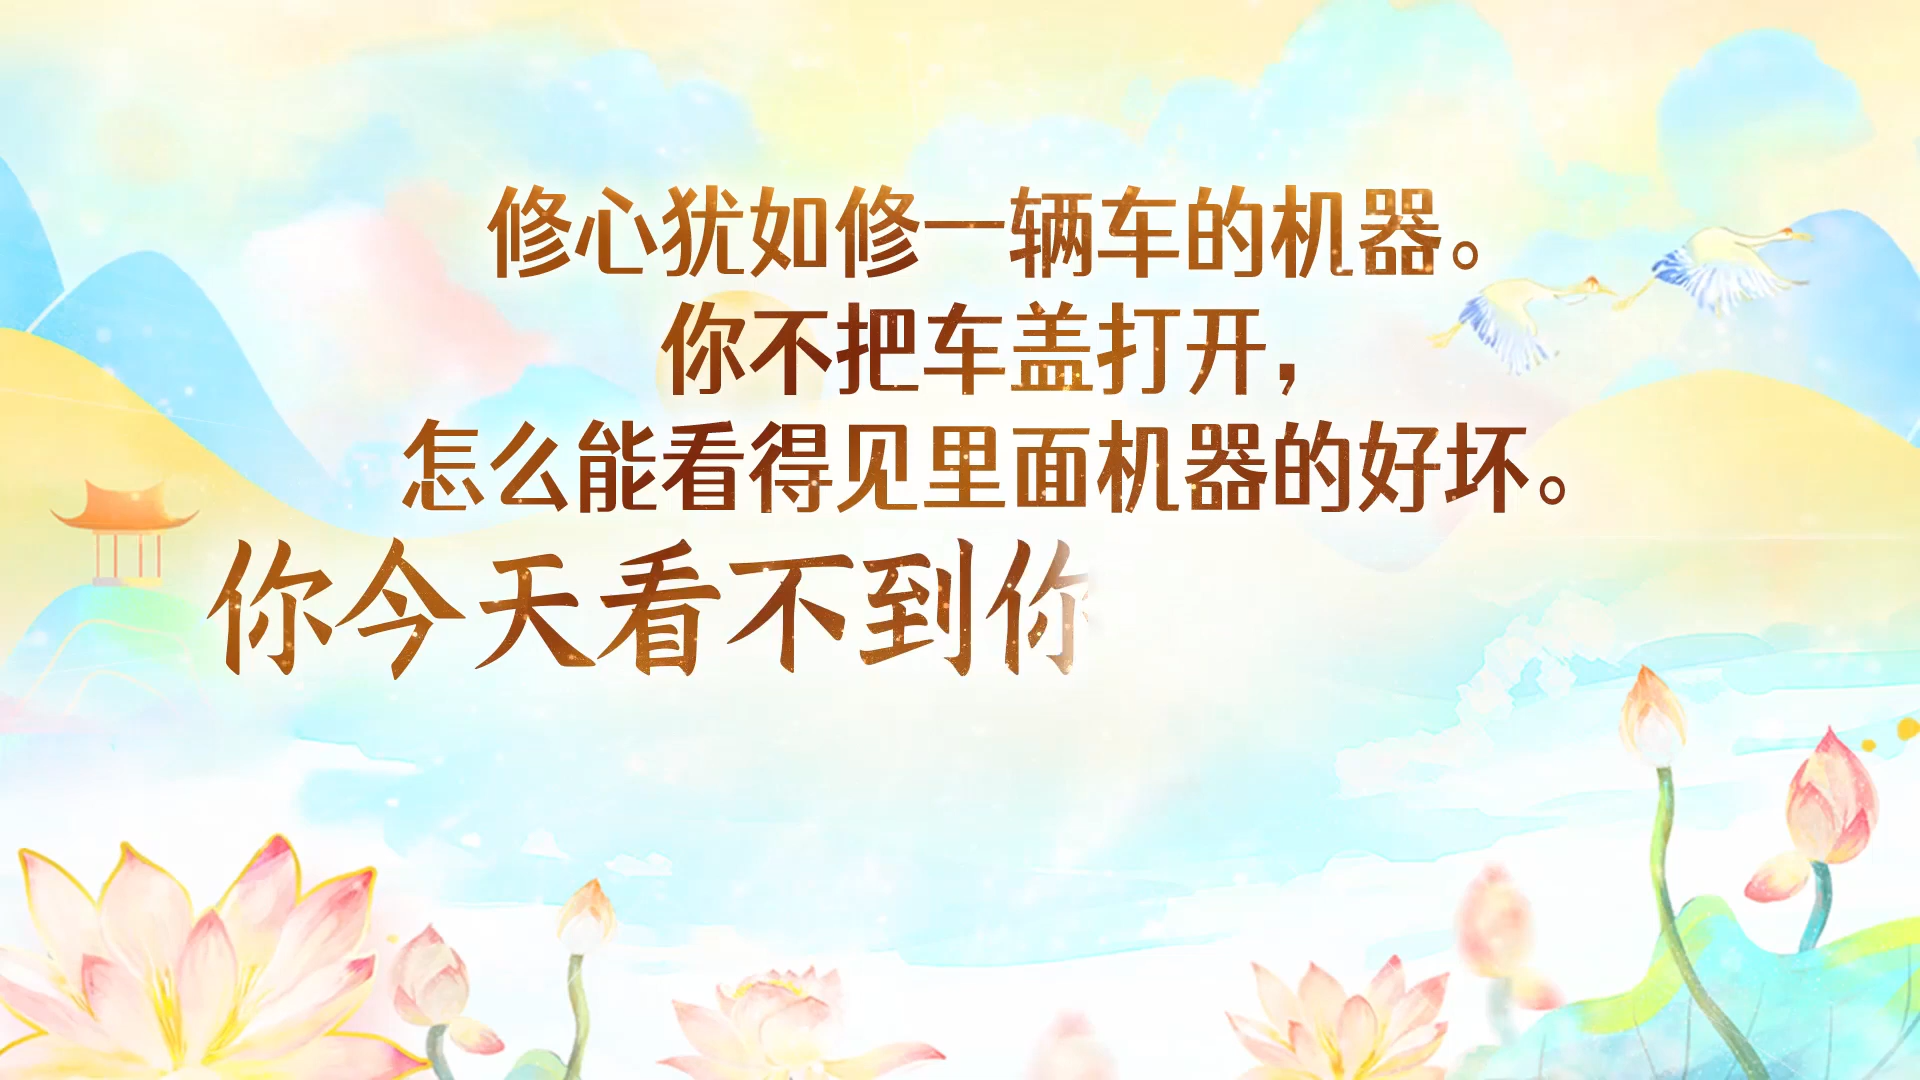 修心犹如修一辆车的机器。
你不把车盖打开，
怎么能看得见里面机器的好坏。
你今天看不到你